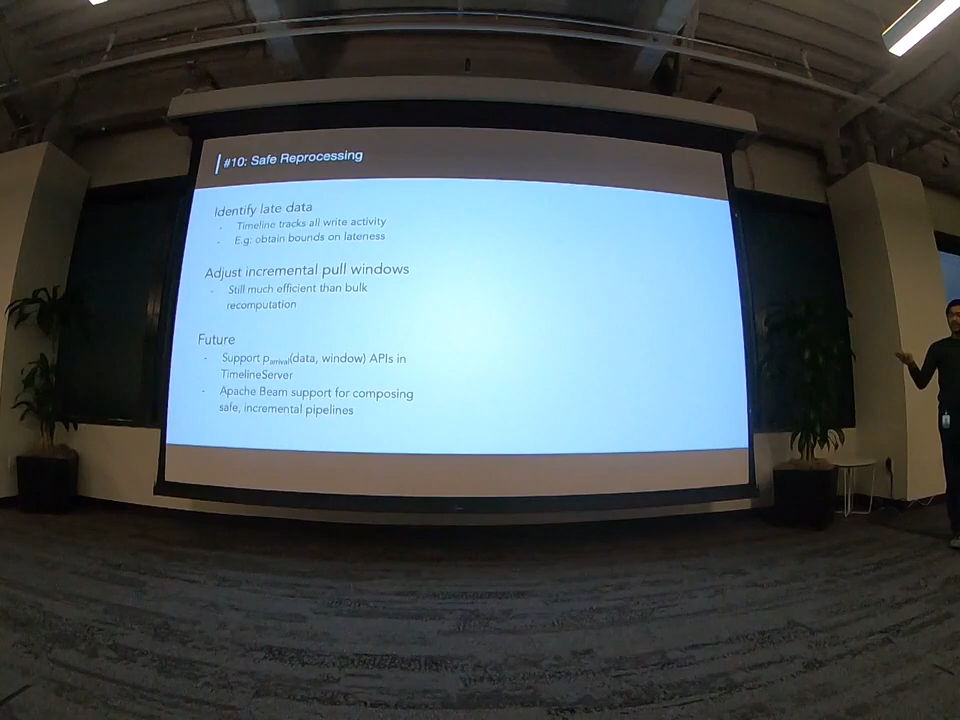 #10: Safe Reprocessing
Identify late data
- Timeline tracks all write activity
- E.g: obtain bounds on lateness
Adjust incremental pull windows
- Still much efficient than bulk
recomputation
Future
- Support parrival(data, window) APIs in
TimelineServer
- Apache Beam support for composing
safe, incremental pipelines